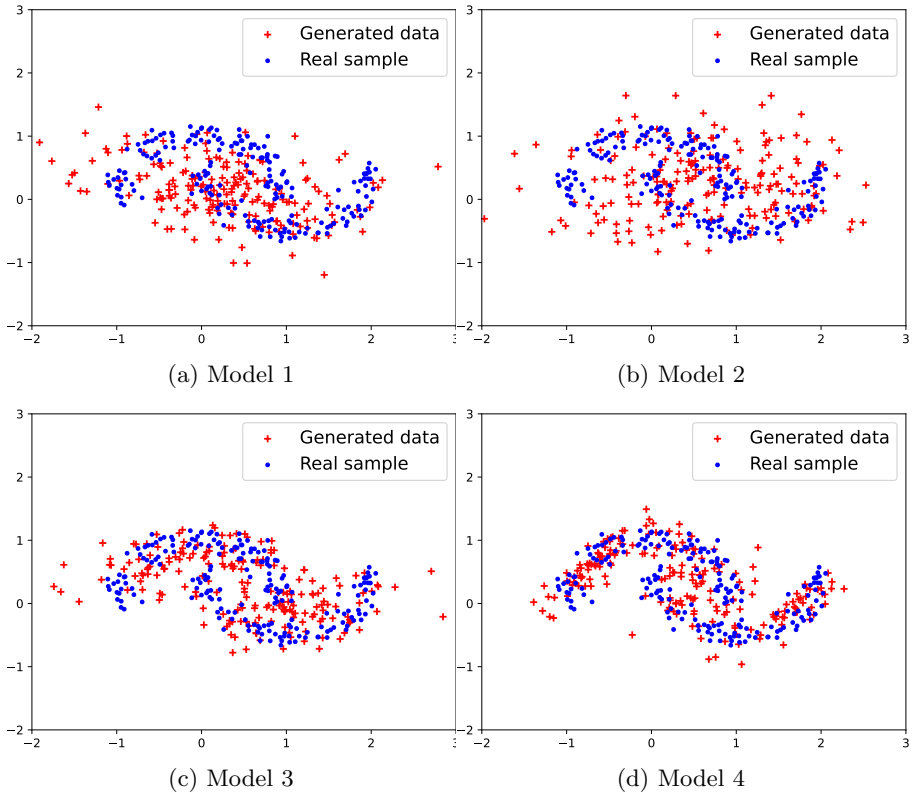 3
Generated data
Real sample
2
1
0
−1
−2
−2 −1 0 1 2 3
(a) Model 1
3
Generated data
Real sample
2
1
0
−1
−2
−2 −1 0 1 2 3
(b) Model 2
3
Generated data
Real sample
2
1
0
−1
−2
−2 −1 0 1 2 3
(c) Model 3
3
Generated data
Real sample
2
1
0
−1
−2
−2 −1 0 1 2 3
(d) Model 4